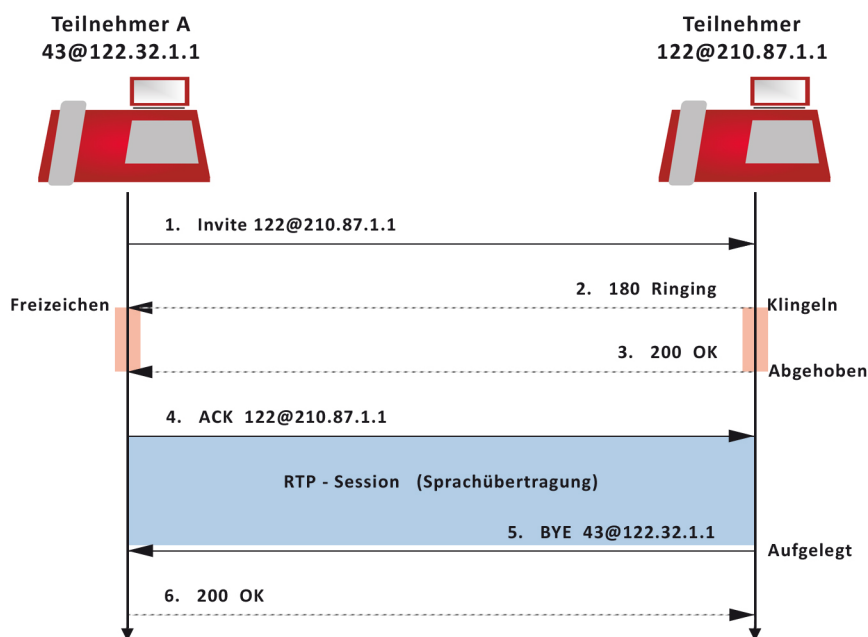 Teilnehmer A
43@122.32.1.1
Teilnehmer
122@210.87.1.1
1. Invite 122@210.87.1.1
2. 180 Ringing
Freizeichen
Klingeln
3. 200 OK
Abgehoben
4. ACK 122@210.87.1.1
RTP - Session (Sprachübertragung)
5. BYE 43@122.32.1.1
Aufgelegt
6. 200 OK